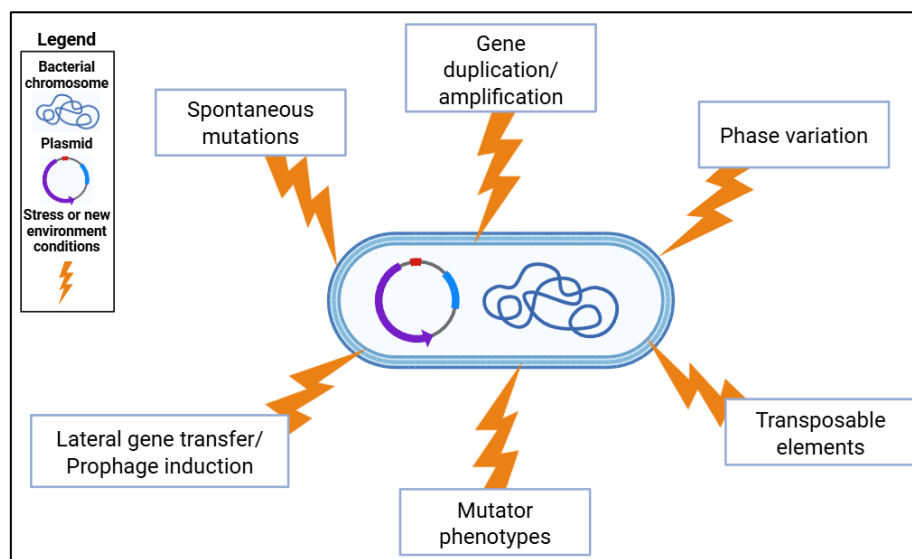 Legend
Bacterial
chromosome
Plasmid
Stress or new
environment
conditions
Gene
duplication/
amplification
Spontaneous
mutations
Phase variation
Lateral gene transfer/
Prophage induction
Transposable
elements
Mutator
phenotypes